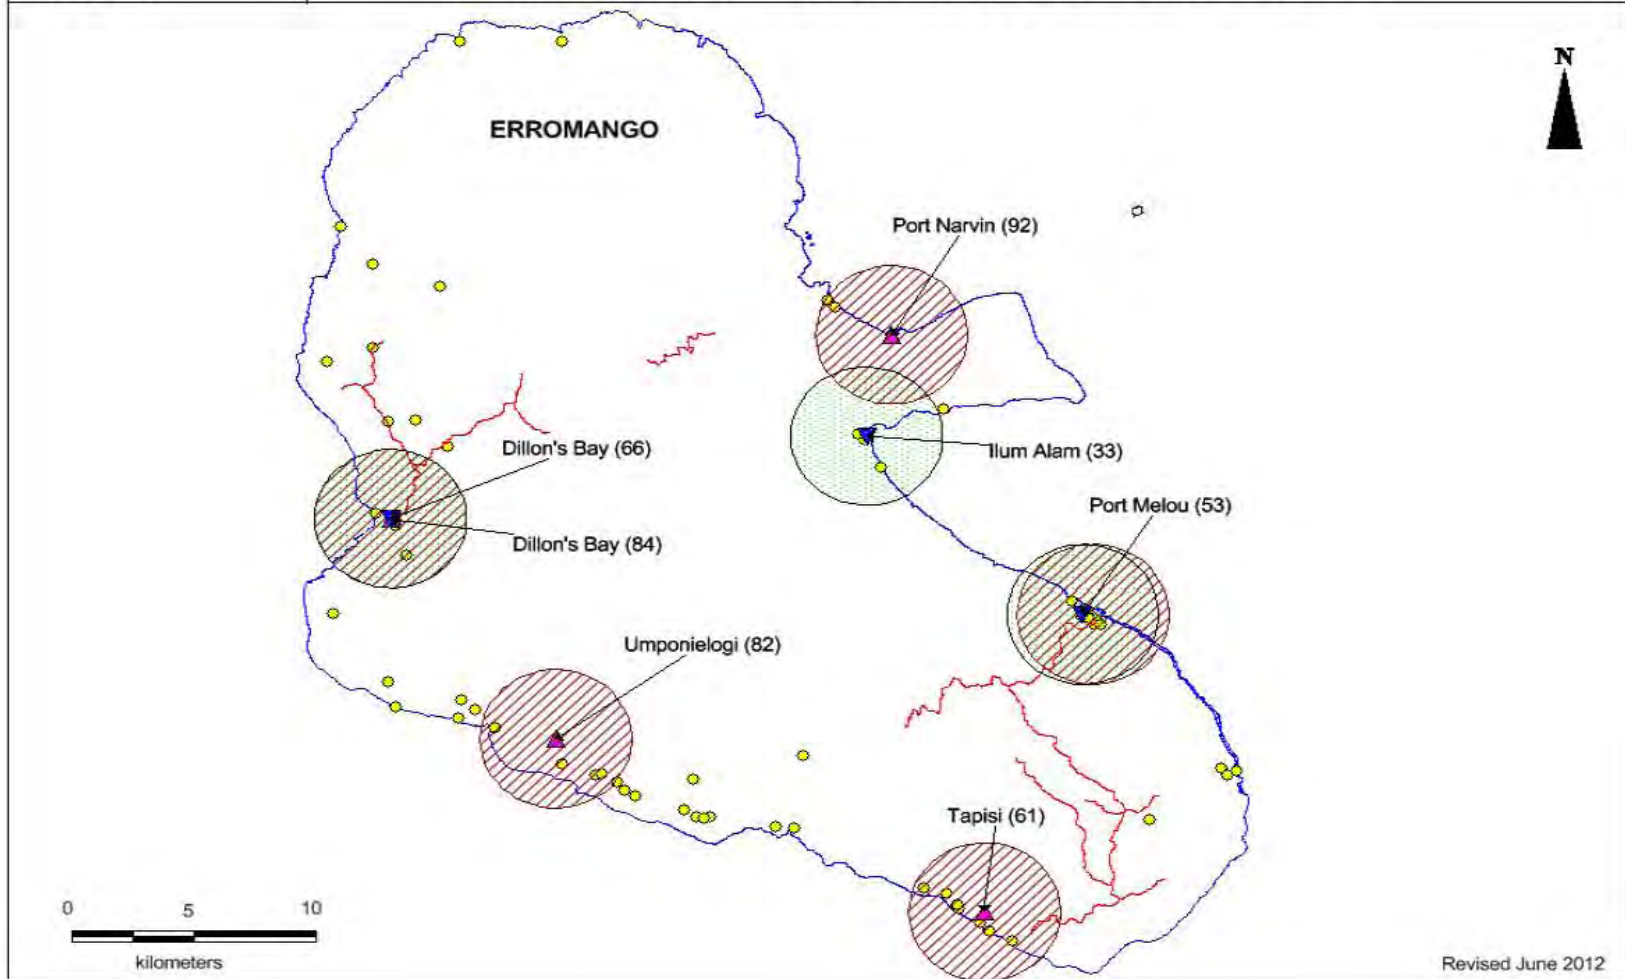 N
ERROMANGO
Port Narvin (92)
Dillon's Bay (66)
Ilum Alam (33)
Port Melou (53)
Dillon's Bay (84)
Umponielogi (82)
Tapisi (61)
0 5 10
kilometers
Revised June 2012